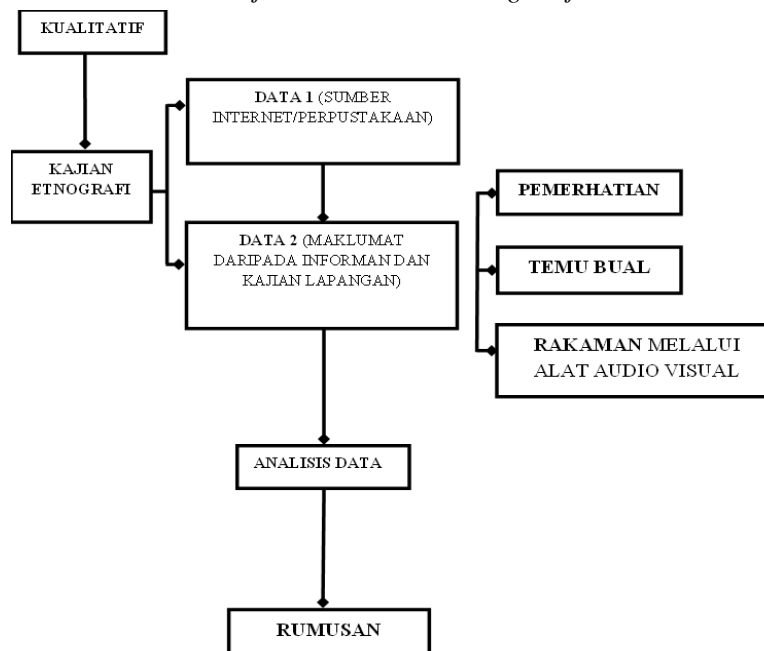 KUALITATIF
DATA 1 (SUMBER
INTERNET/PERPUSTAKAAN)
KAJIAN
ETNOGRAFI
DATA 2 (MAKLUMAT
DARIPADA INFORMAN DAN
KAJIAN LAPANGAN)
PEMERHATIAN
TEMU BUAL
RAKAMAN MELALUI
ALAT AUDIO VISUAL
ANALISIS DATA
RUMUSAN